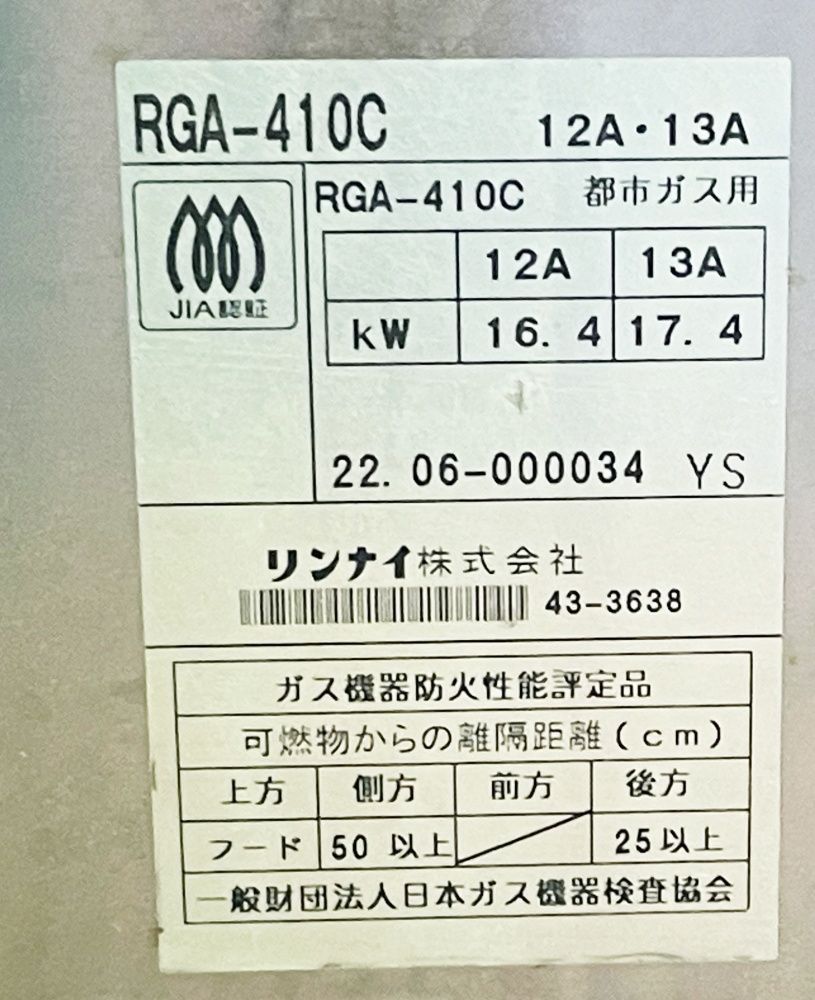 RGA-410C 12A・13A
JIA認証
RGA-410C 都市ガス用
12A 13A
kW 16.4 17.4
22.06-000034 YS
リンナイ株式会社
43-3638
ガス機器防火性能評定品
可燃物からの離隔距離(cm)
上方 側方 前方 後方
フード 50以上 25以上
一般財団法人日本ガス機器検査協会